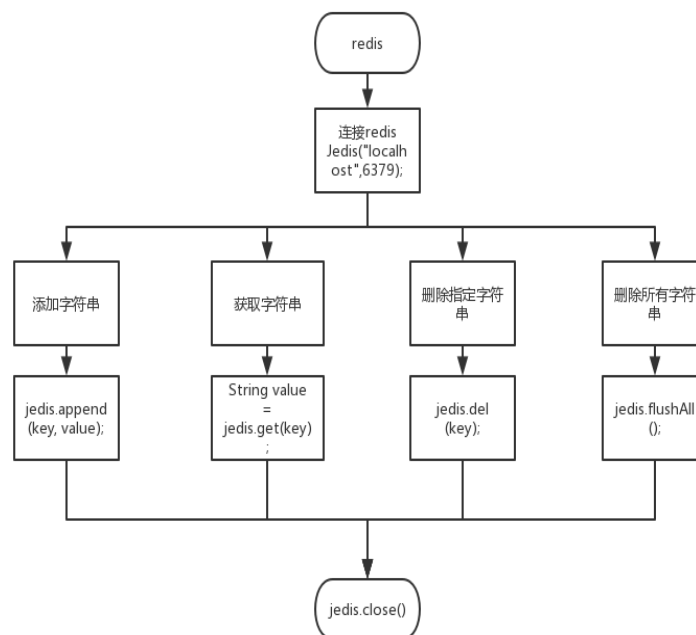 redis
连接redis
Jedis("localh
ost",6379);
添加字符串
获取字符串
删除指定字符
串
删除所有字符
串
jedis.append
(key, value);
String value
=
jedis.get(key)
;
jedis.del
(key);
jedis.flushAll
();
jedis.close()